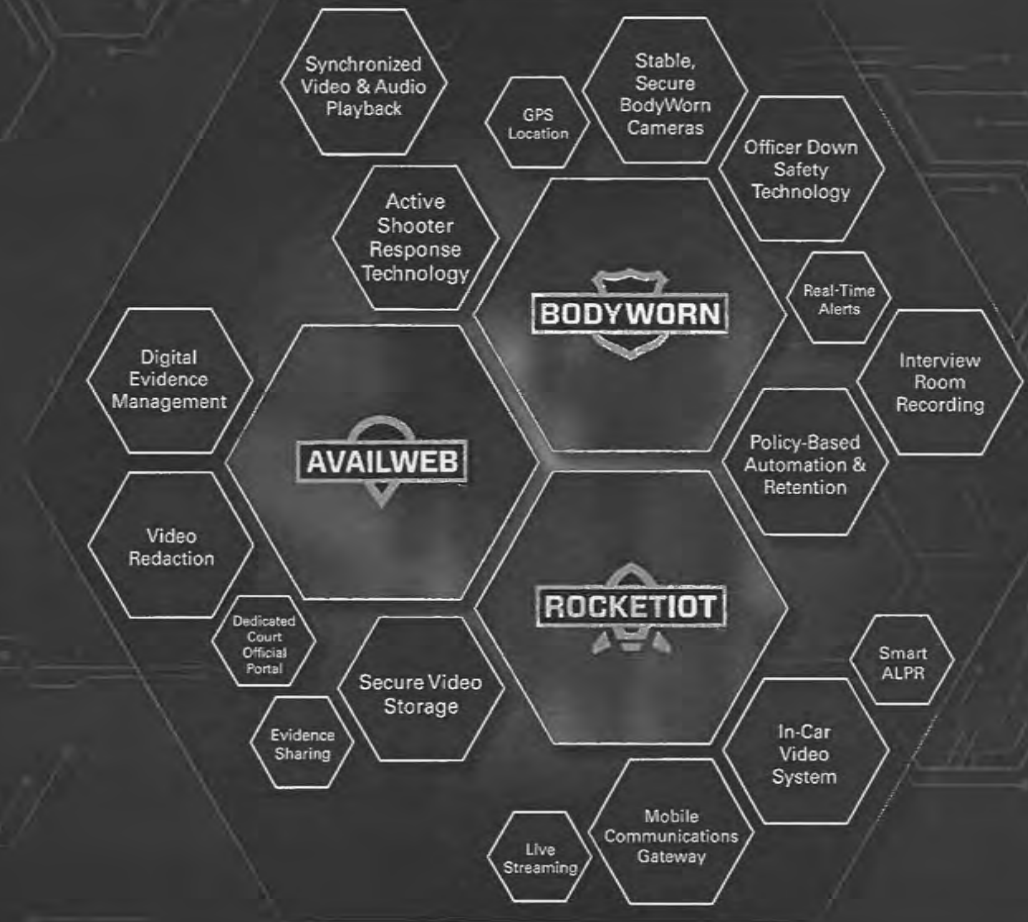 Synchronized
Video & Audio
Playback
GPS
Location
Stable,
Secure
BodyWorn
Cameras
Officer Down
Safety
Technology
Active
Shooter
Response
Technology
BODYWORN
Real-Time
Alerts
Interview
Room
Recording
Digital
Evidence
Management
AVAILWEB
Policy-Based
Automation &
Retention
Video
Redaction
ROCKETIOT
Dedicated
Court
Official
Portal
Secure Video
Storage
Evidence
Sharing
Smart
ALPR
In-Car
Video
System
Mobile
Communications
Gateway
Live
Streaming